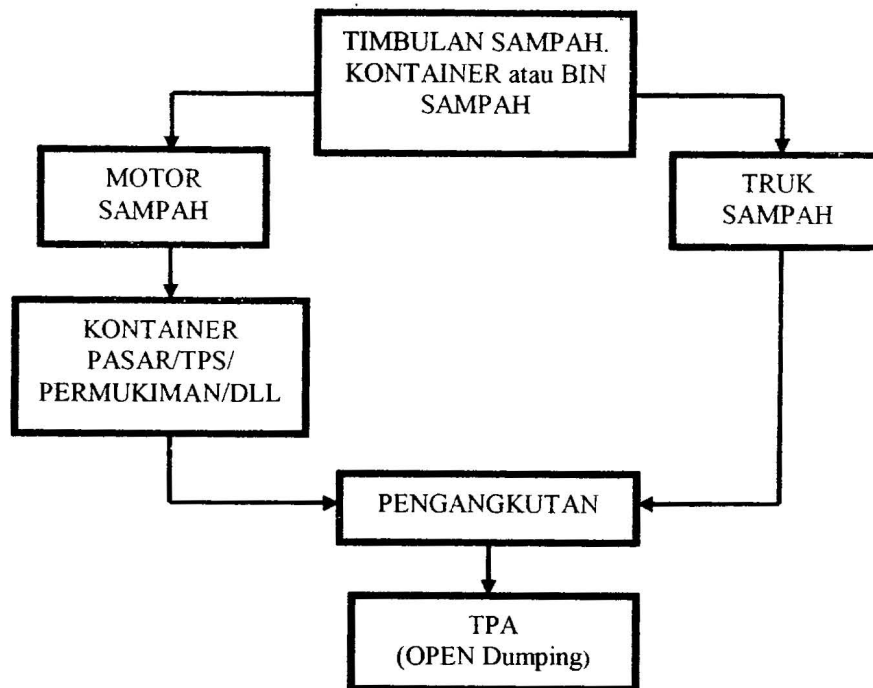 TIMBULAN SAMPAH.
KONTAINER atau BIN
SAMPAH
MOTOR
SAMPAH
TRUK
SAMPAH
KONTAINER
PASAR/TPS/
PERMUKIMAN/DLL
PENGANGKUTAN
TPA
(OPEN Dumping)